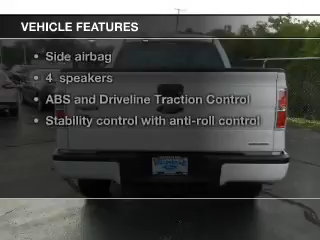 VEHICLE FEATURES
• Side airbag
• 4 speakers
• ABS and Driveline Traction Control
• Stability control with anti-roll control